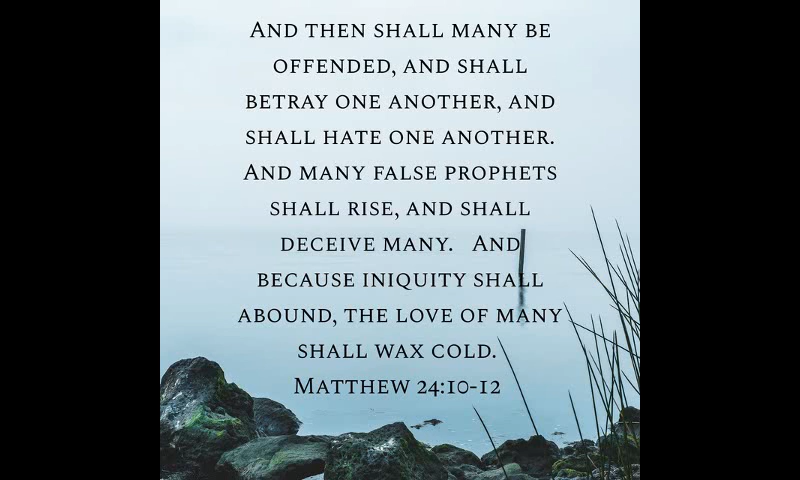 And then shall many be
offended, and shall
betray one another, and
shall hate one another.
And many false prophets
shall rise, and shall
deceive many. And
because iniquity shall
abound, the love of many
shall wax cold.
Matthew 24:10-12